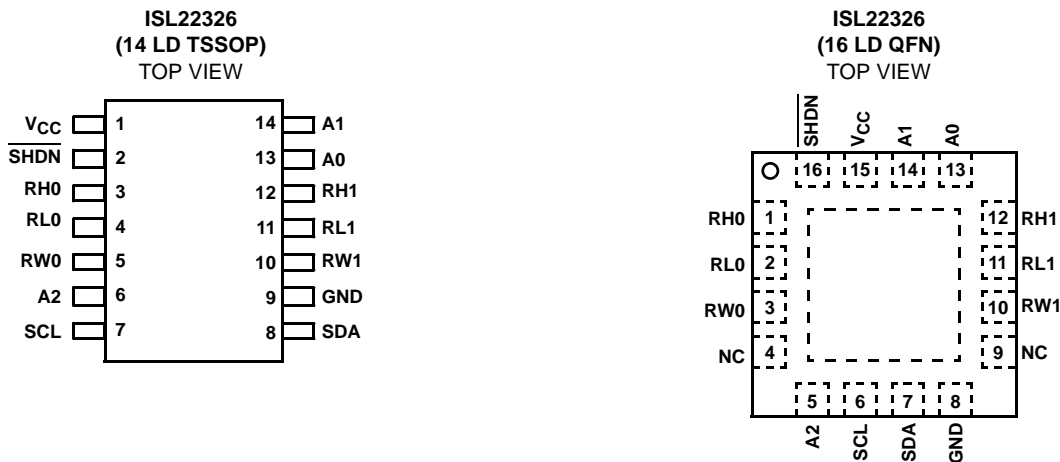 ISL22326
(14 LD TSSOP)
TOP VIEW
VCC 1 14 A1
SHDN 2 13 A0
RH0 3 12 RH1
RL0 4 11 RL1
RW0 5 10 RW1
A2 6 9 GND
SCL 7 8 SDA
ISL22326
(16 LD QFN)
TOP VIEW
SHDN VCC A1 A0
16 15 14 13
RH0 1 12 RH1
RL0 2 11 RL1
RW0 3 10 RW1
NC 4 9 NC
5 6 7 8
A2 SCL SDA GND